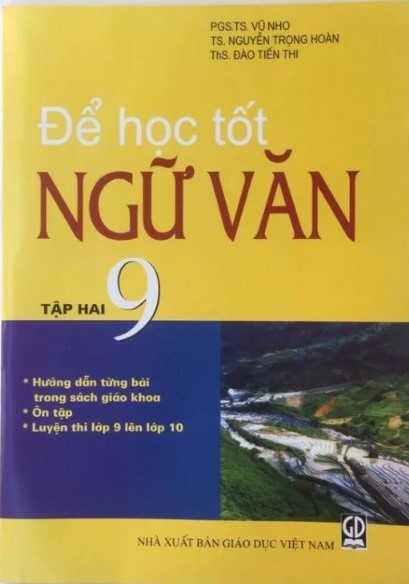 PGS.TS. VŨ NHO
TS. NGUYỄN TRỌNG HOÀN
ThS. ĐÀO TIẾN THI
Để học tốt
NGỮ VĂN
TẬP HAI 9
* Hướng dẫn từng bài
trong sách giáo khoa
* Ôn tập
* Luyện thi lớp 9 lên lớp 10
GD
NHÀ XUẤT BẢN GIÁO DỤC VIỆT NAM